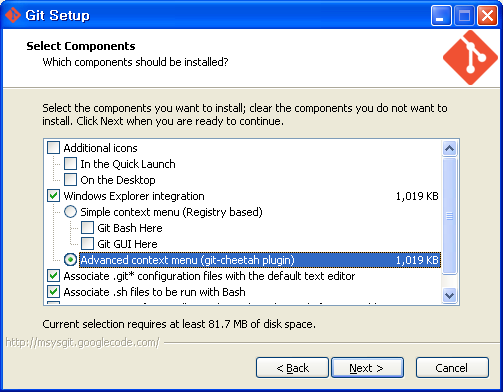 Git Setup
Select Components
Which components should be installed?
Select the components you want to install; clear the components you do not want to
install. Click Next when you are ready to continue.
Additional icons
In the Quick Launch
On the Desktop
Windows Explorer integration 1,019 KB
Simple context menu (Registry based)
Git Bash Here
Git GUI Here
Advanced context menu (git-cheetah plugin) 1,019 KB
Associate .git* configuration files with the default text editor
Associate .sh files to be run with Bash
Current selection requires at least 81.7 MB of disk space.
http://msysgit.googlecode.com/
< Back
Next >
Cancel